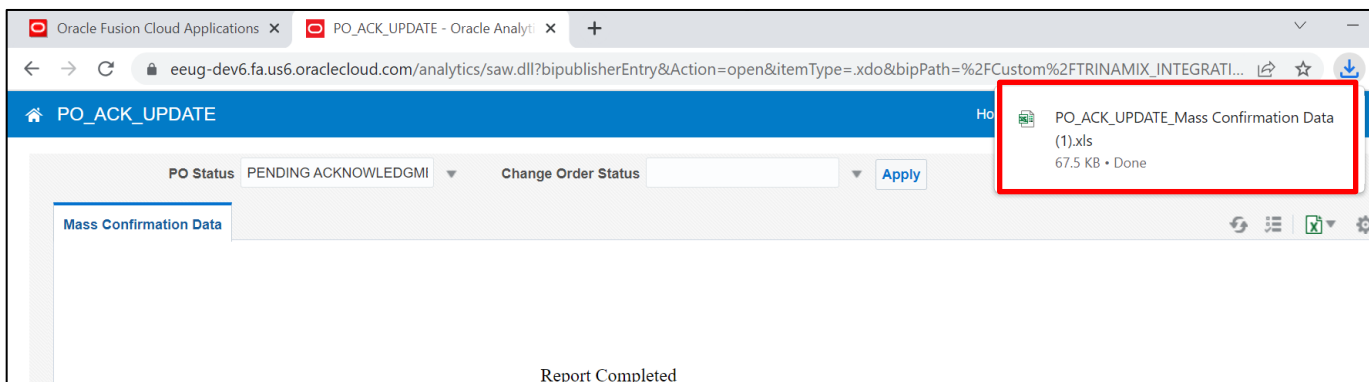 Oracle Fusion Cloud Applications
PO_ACK_UPDATE - Oracle Analyti
eeug-dev6.fa.us6.oraclecloud.com/analytics/saw.dll?bipublisherEntry&Action=open&itemType=.xdo&bipPath=%2FCustom%2FTRINAMIX_INTEGRATI...
PO_ACK_UPDATE
Ho
PO_ACK_UPDATE_Mass Confirmation Data
(1).xls
67.5 KB • Done
PO Status PENDING ACKNOWLEDGMI Change Order Status Apply
Mass Confirmation Data
Report Completed